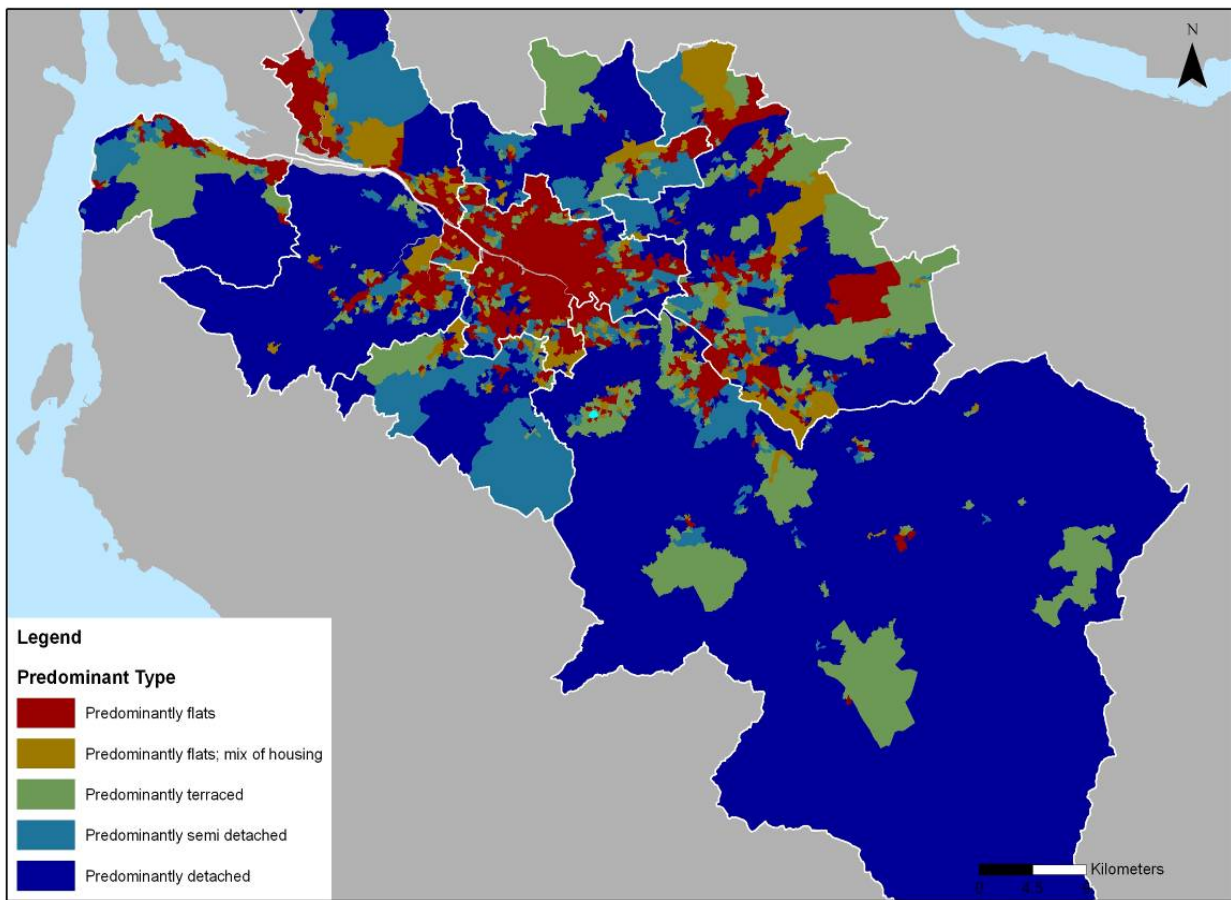 N
Legend
Predominant Type
Predominantly flats
Predominantly flats; mix of housing
Predominantly terraced
Predominantly semi detached
Predominantly detached
Kilometers